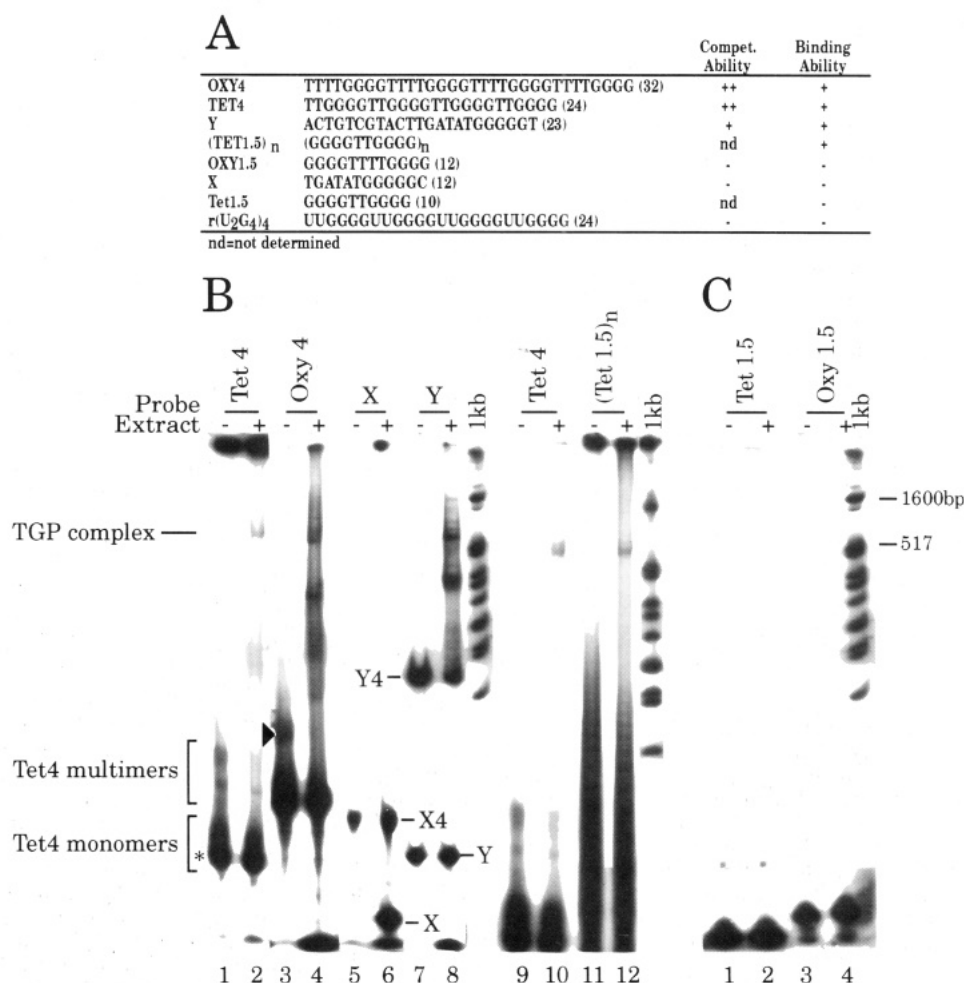 A
Compet. Ability Binding Ability
OXY4 TTTTGGGGTTTTGGGGTTTTGGGGTTTTGGGG (32) ++ +
TET4 TTGGGGTTGGGGTTGGGGTTGGGG (24) ++ +
Y ACTGTCGTACTTGATATGGGGGT (23) + +
(TET1.5)n (GGGGTTGGGG)n nd +
OXY1.5 GGGGTTTTGGGG (12) - -
X TGATATGGGGGC (12) - -
Tet1.5 GGGGTTGGGG (10) nd -
r(U2G4)4 UUGGGGUUGGGGUUGGGGUUGGGG (24) - -
nd=not determined
B
C
Probe Tet 4 Oxy 4 X Y 1kb Tet 4 (Tet 1.5)n 1kb Tet 1.5 Oxy 1.5 1kb
Extract - + - + - + - + - + - + - + - +
1600bp
TGP complex
517
Y4
Tet4 multimers
X4
Tet4 monomers
*
Y
X
1 2 3 4 5 6 7 8 9 10 11 12 1 2 3 4